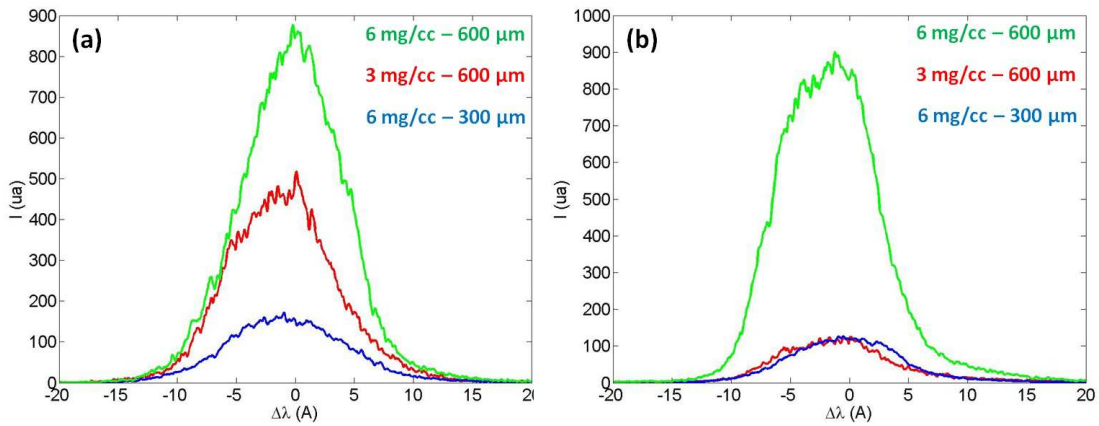 (a)
6 mg/cc – 600 µm
3 mg/cc – 600 µm
6 mg/cc – 300 µm
900
800
700
600
500
400
300
200
100
0
I (ua)
-20 -15 -10 -5 0 5 10 15 20
Δλ (A)
(b)
6 mg/cc – 600 µm
3 mg/cc – 600 µm
6 mg/cc – 300 µm
1000
900
800
700
600
500
400
300
200
100
0
I (ua)
-20 -15 -10 -5 0 5 10 15 20
Δλ (A)